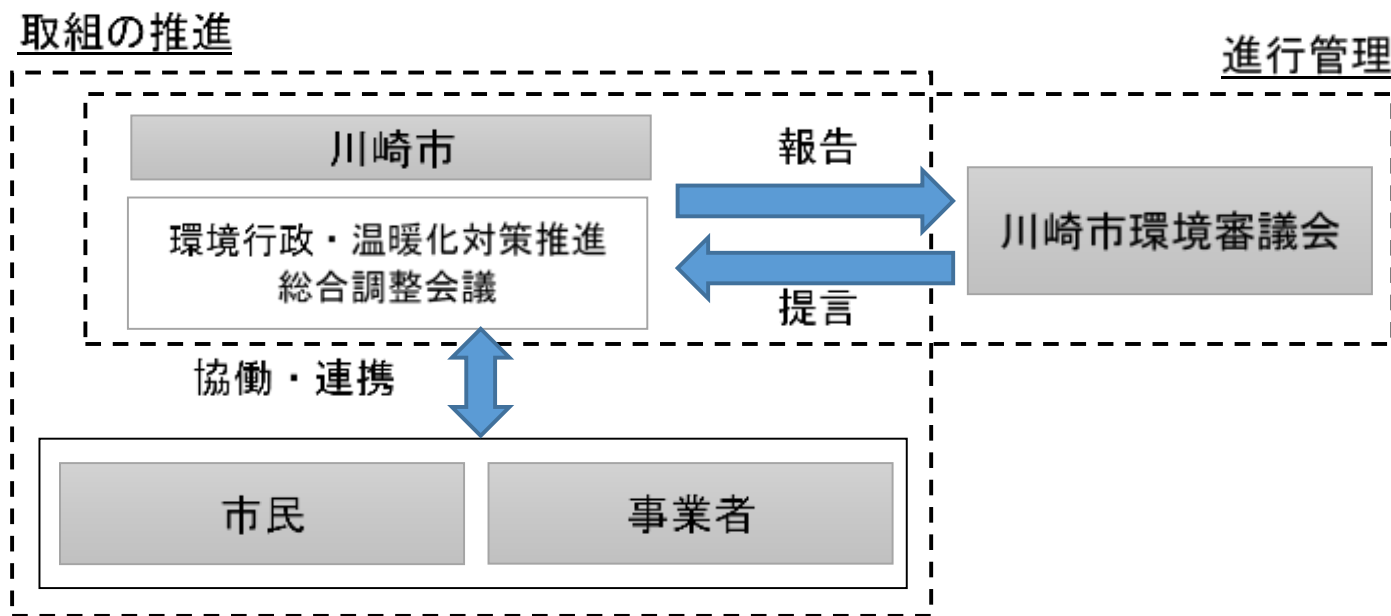 取組の推進
進行管理
川崎市
環境行政・温暖化対策推進
総合調整会議
報告
提言
川崎市環境審議会
協働・連携
市民
事業者